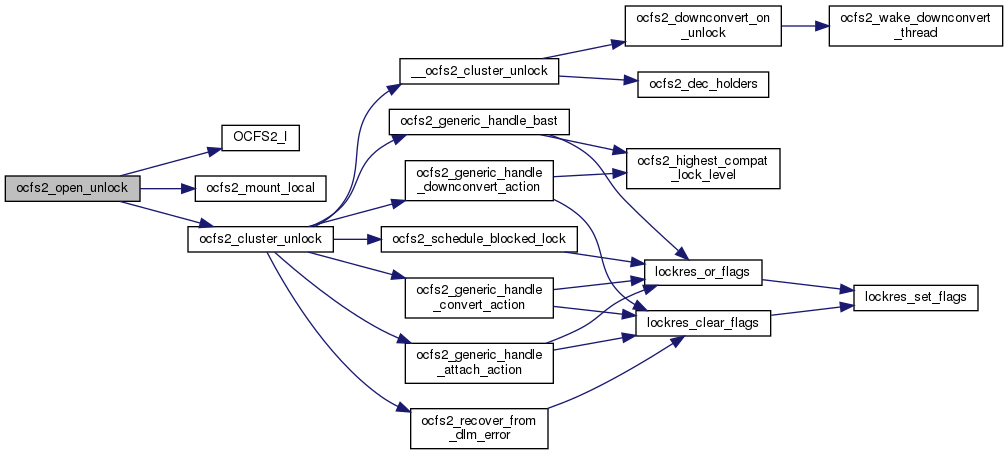 ocfs2_open_unlock
OCFS2_I
ocfs2_mount_local
ocfs2_cluster_unlock
__ocfs2_cluster_unlock
ocfs2_generic_handle_bast
ocfs2_generic_handle
_downconvert_action
ocfs2_schedule_blocked_lock
ocfs2_generic_handle
_convert_action
ocfs2_generic_handle
_attach_action
ocfs2_recover_from
_dlm_error
ocfs2_downconvert_on
_unlock
ocfs2_dec_holders
ocfs2_highest_compat
_lock_level
lockres_or_flags
lockres_clear_flags
ocfs2_wake_downconvert
_thread
lockres_set_flags